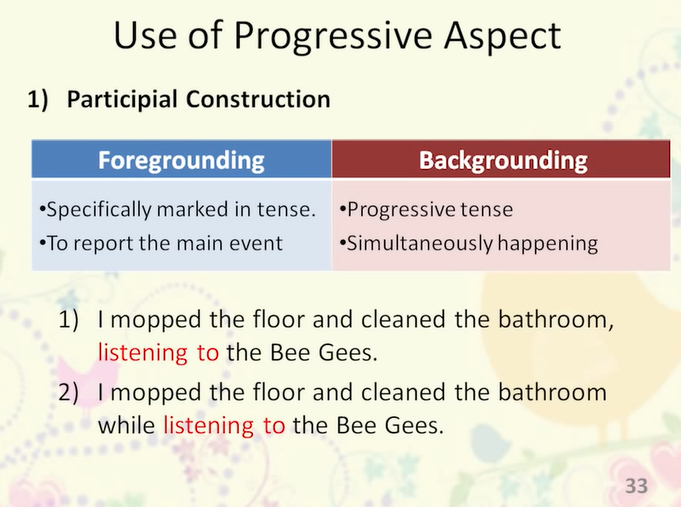 Use of Progressive Aspect
1) Participial Construction
Foregrounding
Backgrounding
•Specifically marked in tense.
•To report the main event
•Progressive tense
•Simultaneously happening
1) I mopped the floor and cleaned the bathroom,
listening to the Bee Gees.
2) I mopped the floor and cleaned the bathroom
while listening to the Bee Gees.
33